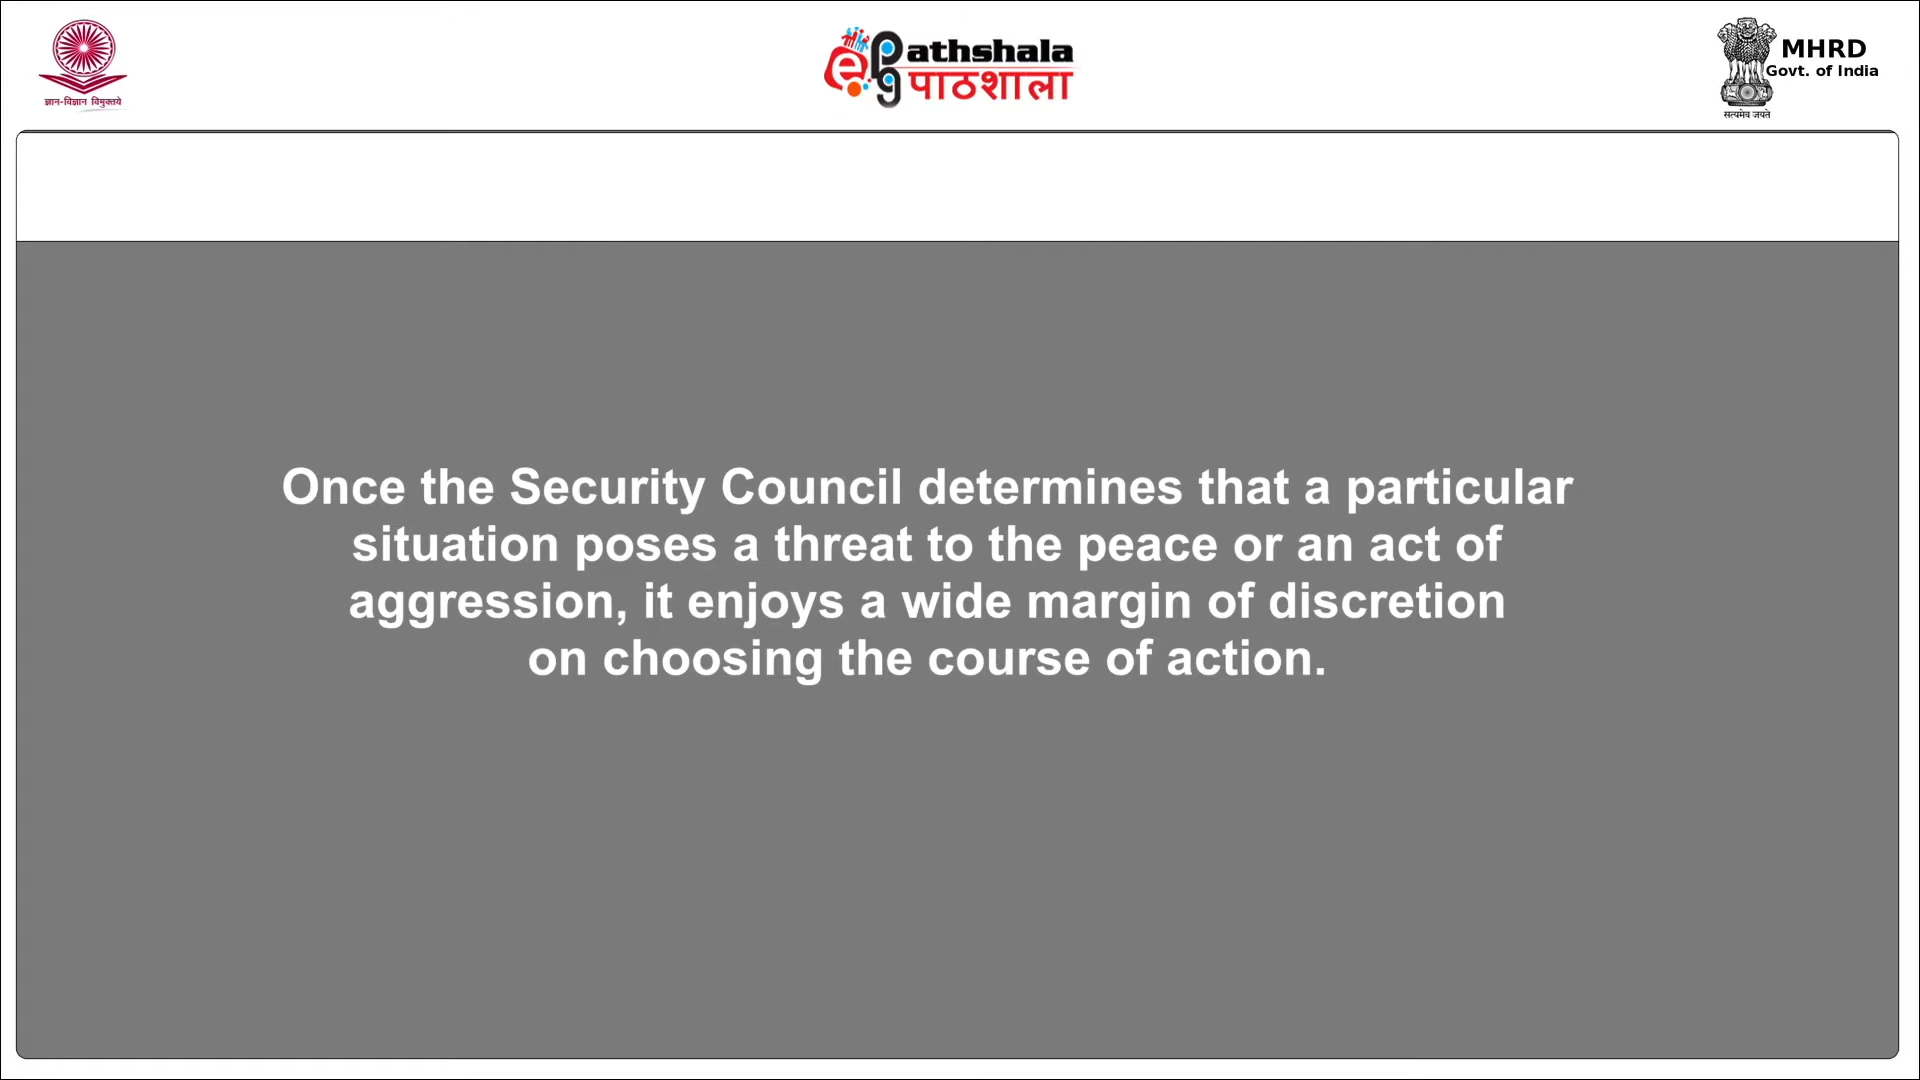 ज्ञान-विज्ञान विमुक्तये
ePathshala
पाठशाला
MHRD
Govt. of India
सत्यमेव जयते
Once the Security Council determines that a particular
situation poses a threat to the peace or an act of
aggression, it enjoys a wide margin of discretion
on choosing the course of action.